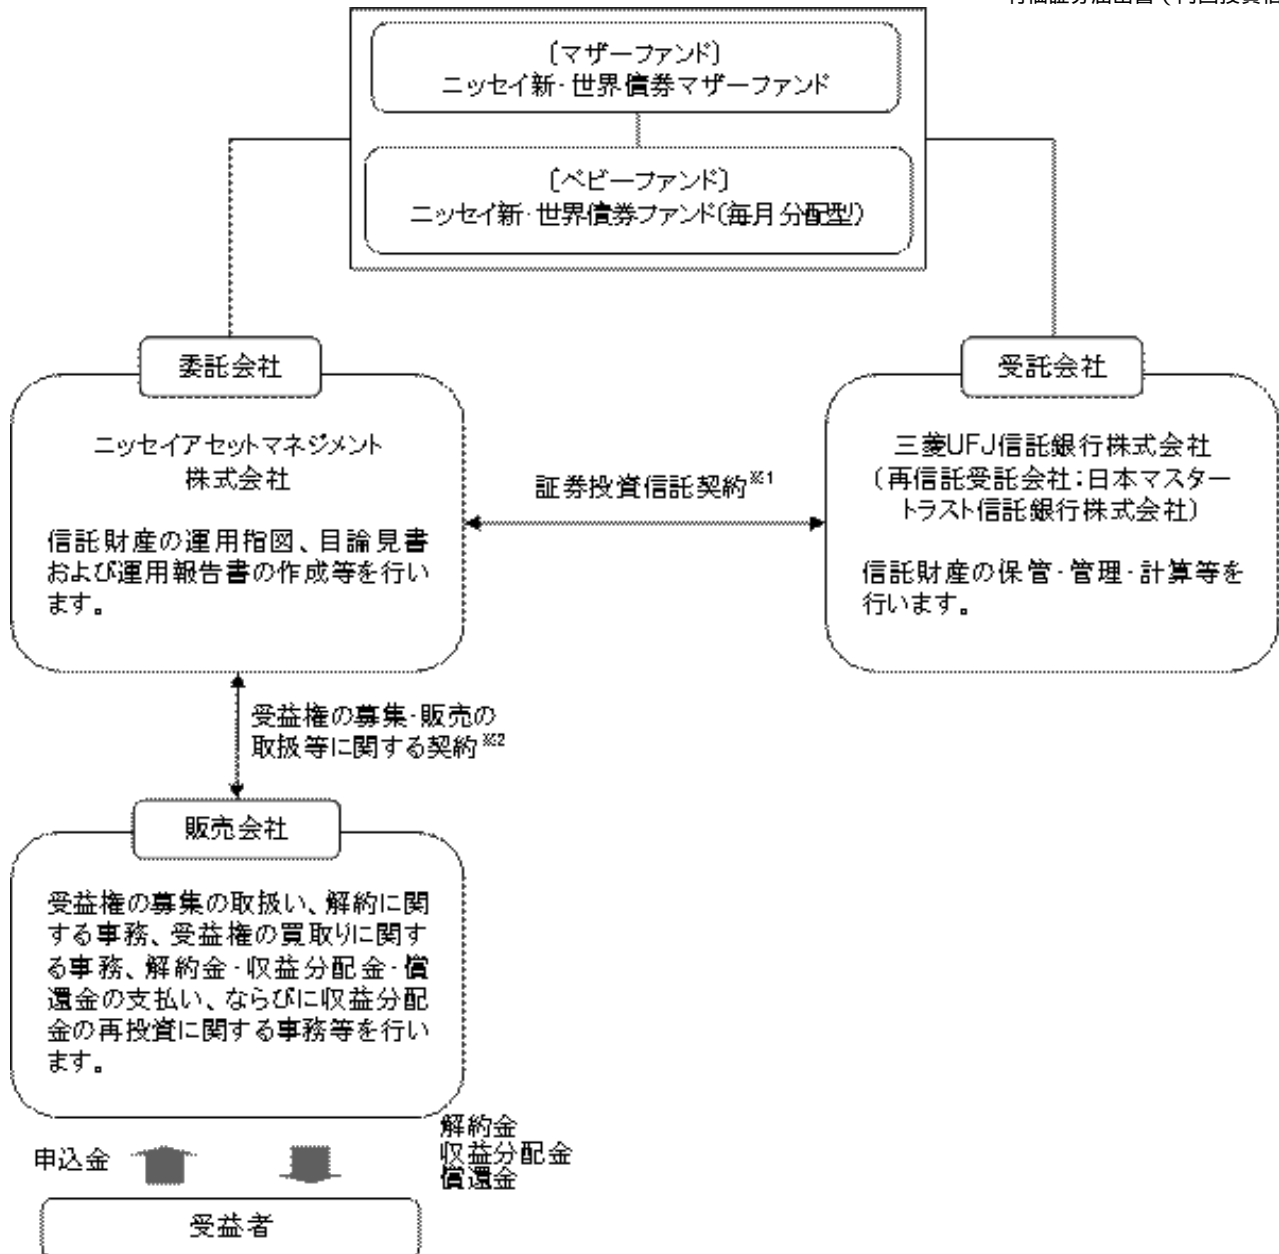 〔マザーファンド〕
ニッセイ新・世界債券マザーファンド
〔ベビーファンド〕
ニッセイ新・世界債券ファンド(毎月分配型)
委託会社
ニッセイアセットマネジメント
株式会社
信託財産の運用指図、目論見書
および運用報告書の作成等を行い
ます。
証券投資信託契約※1
受託会社
三菱UFJ信託銀行株式会社
(再信託受託会社:日本マスター
トラスト信託銀行株式会社)
信託財産の保管・管理・計算等を
行います。
受益権の募集・販売の
取扱等に関する契約※2
販売会社
受益権の募集の取扱い、解約に関
する事務、受益権の買取りに関す
る事務、解約金・収益分配金・償
還金の支払い、ならびに収益分配
金の再投資に関する事務等を行い
ます。
申込金
解約金
収益分配金
償還金
受益者